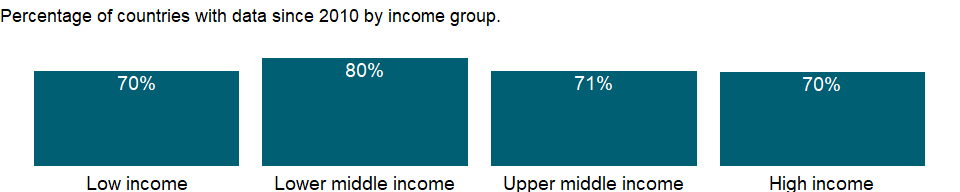 Percentage of countries with data since 2010 by income group.
70%
80%
71%
70%
Low income
Lower middle income
Upper middle income
High income